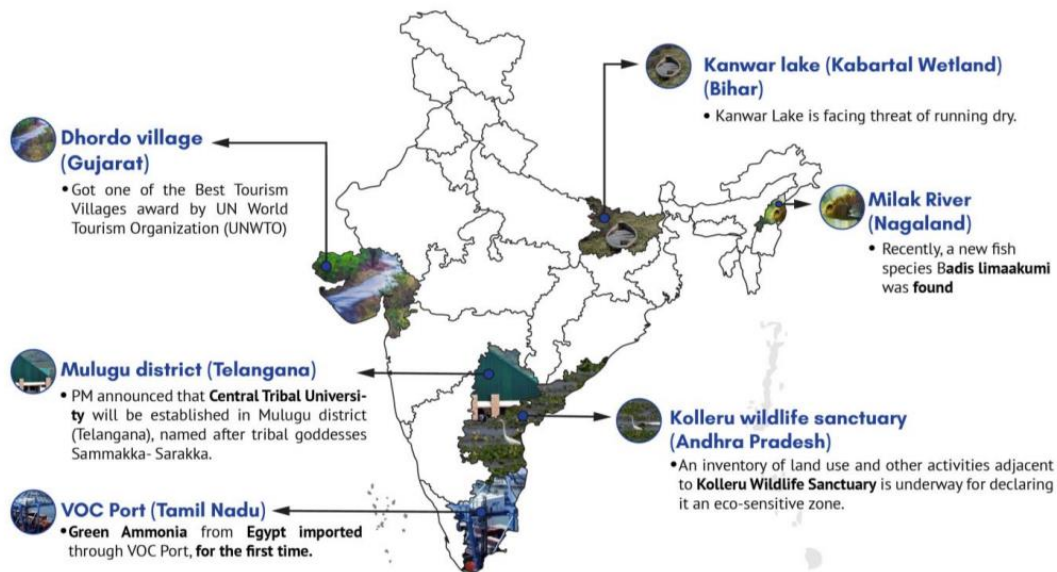 Kanwar lake (Kabartal Wetland)
(Bihar)
• Kanwar Lake is facing threat of running dry.
Dhordo village
(Gujarat)
• Got one of the Best Tourism
Villages award by UN World
Tourism Organization (UNWTO)
Milak River
(Nagaland)
• Recently, a new fish
species Badis limaakumi
was found
Mulugu district (Telangana)
• PM announced that Central Tribal Universi-
ty will be established in Mulugu district
(Telangana), named after tribal goddesses
Sammakka- Sarakka.
Kolleru wildlife sanctuary
(Andhra Pradesh)
• An inventory of land use and other activities adjacent
to Kolleru Wildlife Sanctuary is underway for declaring
it an eco-sensitive zone.
VOC Port (Tamil Nadu)
• Green Ammonia from Egypt imported
through VOC Port, for the first time.